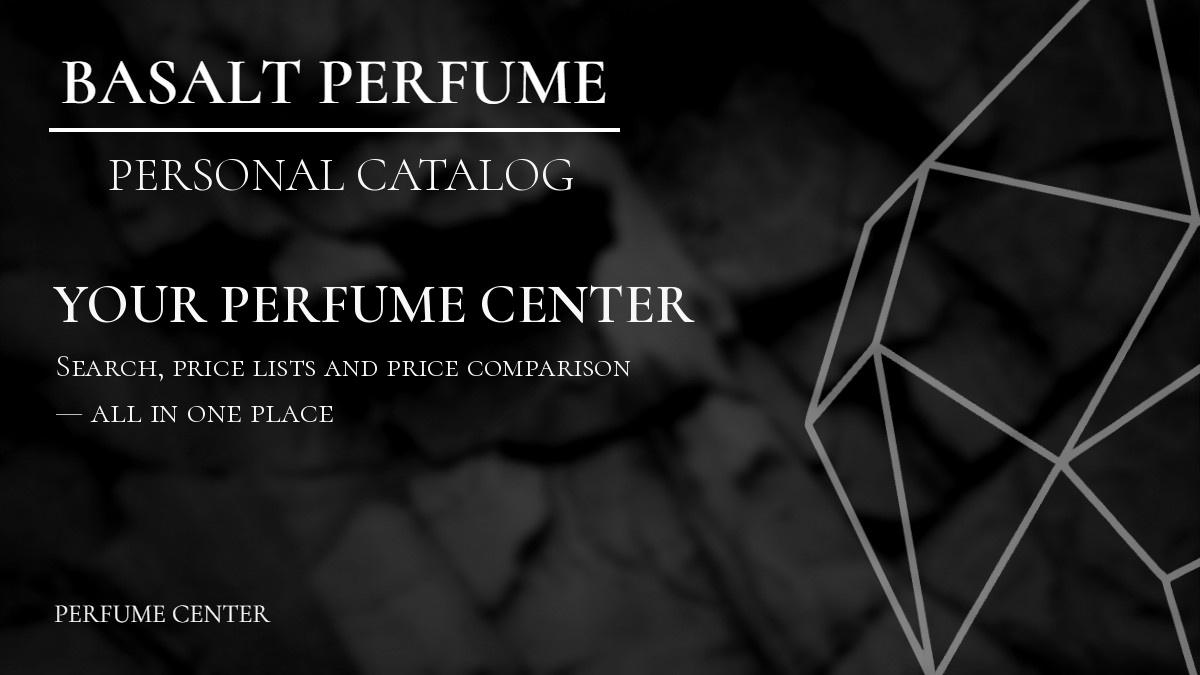 BASALT PERFUME
PERSONAL CATALOG
YOUR PERFUME CENTER
Search, price lists and price comparison
— all in one place
PERFUME CENTER